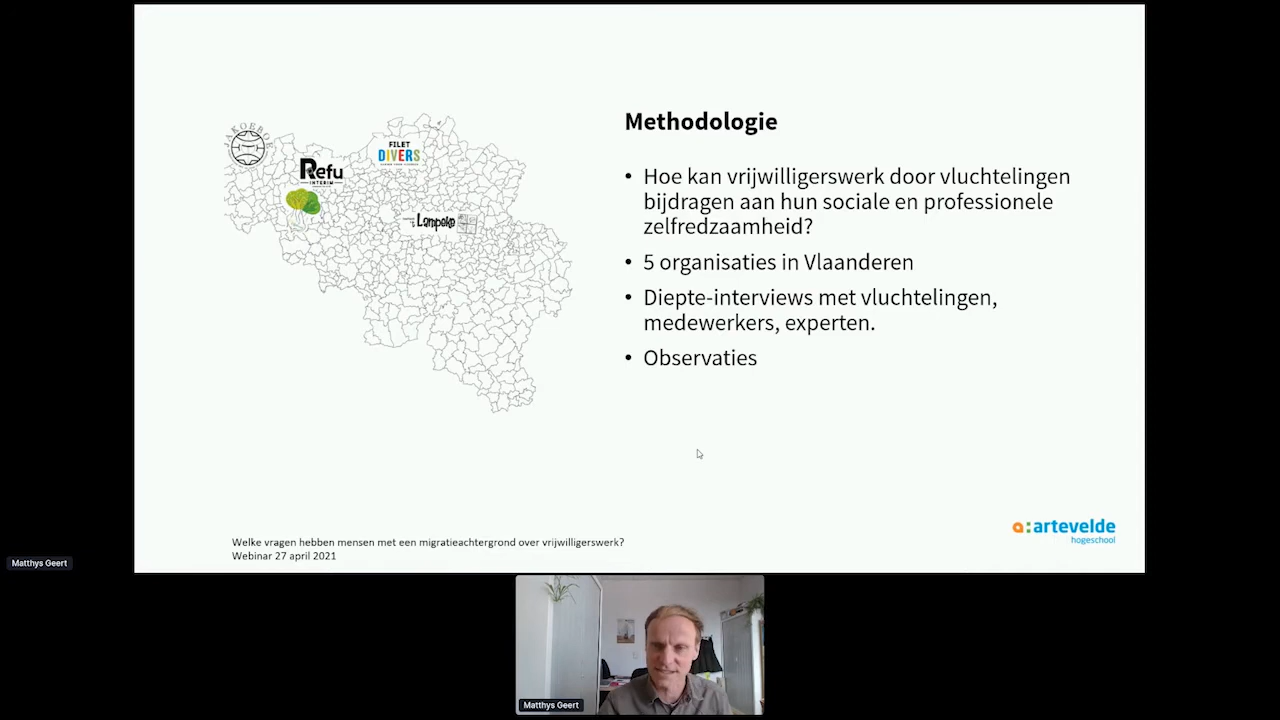 JAKOEBOE
Refu
INTERIM
FILET
DIVERS
't Lampeke
Methodologie
• Hoe kan vrijwilligerswerk door vluchtelingen
bijdragen aan hun sociale en professionele
zelfredzaamheid?
• 5 organisaties in Vlaanderen
• Diepte-interviews met vluchtelingen,
medewerkers, experten.
• Observaties
Welke vragen hebben mensen met een migratieachtergrond over vrijwilligerswerk?
Webinar 27 april 2021
a:artevelde
hogeschool
Matthys Geert
Matthys Geert